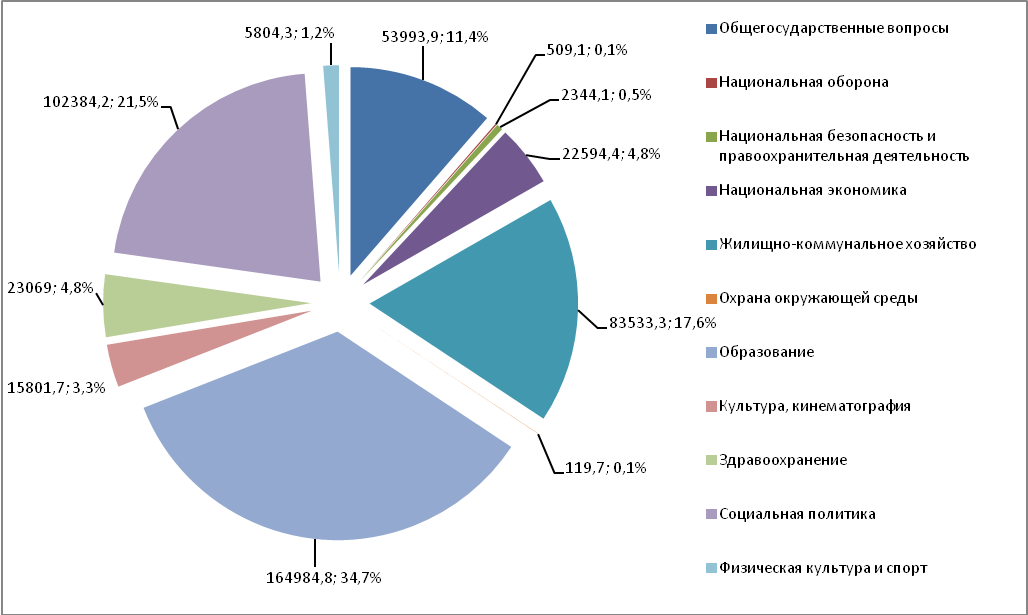 5804,3; 1,2%
53993,9; 11,4%
509,1; 0,1%
2344,1; 0,5%
22594,4; 4,8%
83533,3; 17,6%
119,7; 0,1%
164984,8; 34,7%
15801,7; 3,3%
23069; 4,8%
102384,2; 21,5%
Общегосударственные вопросы
Национальная оборона
Национальная безопасность и
правоохранительная деятельность
Национальная экономика
Жилищно-коммунальное хозяйство
Охрана окружающей среды
Образование
Культура, кинематография
Здравоохранение
Социальная политика
Физическая культура и спорт